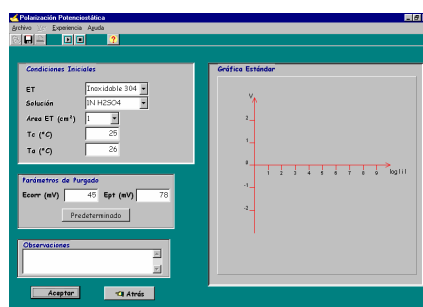 Polarización Potenciostática
Archivo Ver Experiencia Ayuda
Condiciones Iniciales
ET Inoxidable 304
Solución 1N H2SO4
Area ET (cm²) 1
Tc (°C) 25
Ta (°C) 26
Parámetros de Purgado
Ecorr (mV) 45 Ept (mV) 78
Predeterminado
Observaciones
Aceptar Atrás
Gráfica Estándar
V
2
1
0
1 2 3 4 5 6 7 8 9 log|i|
-1
-2